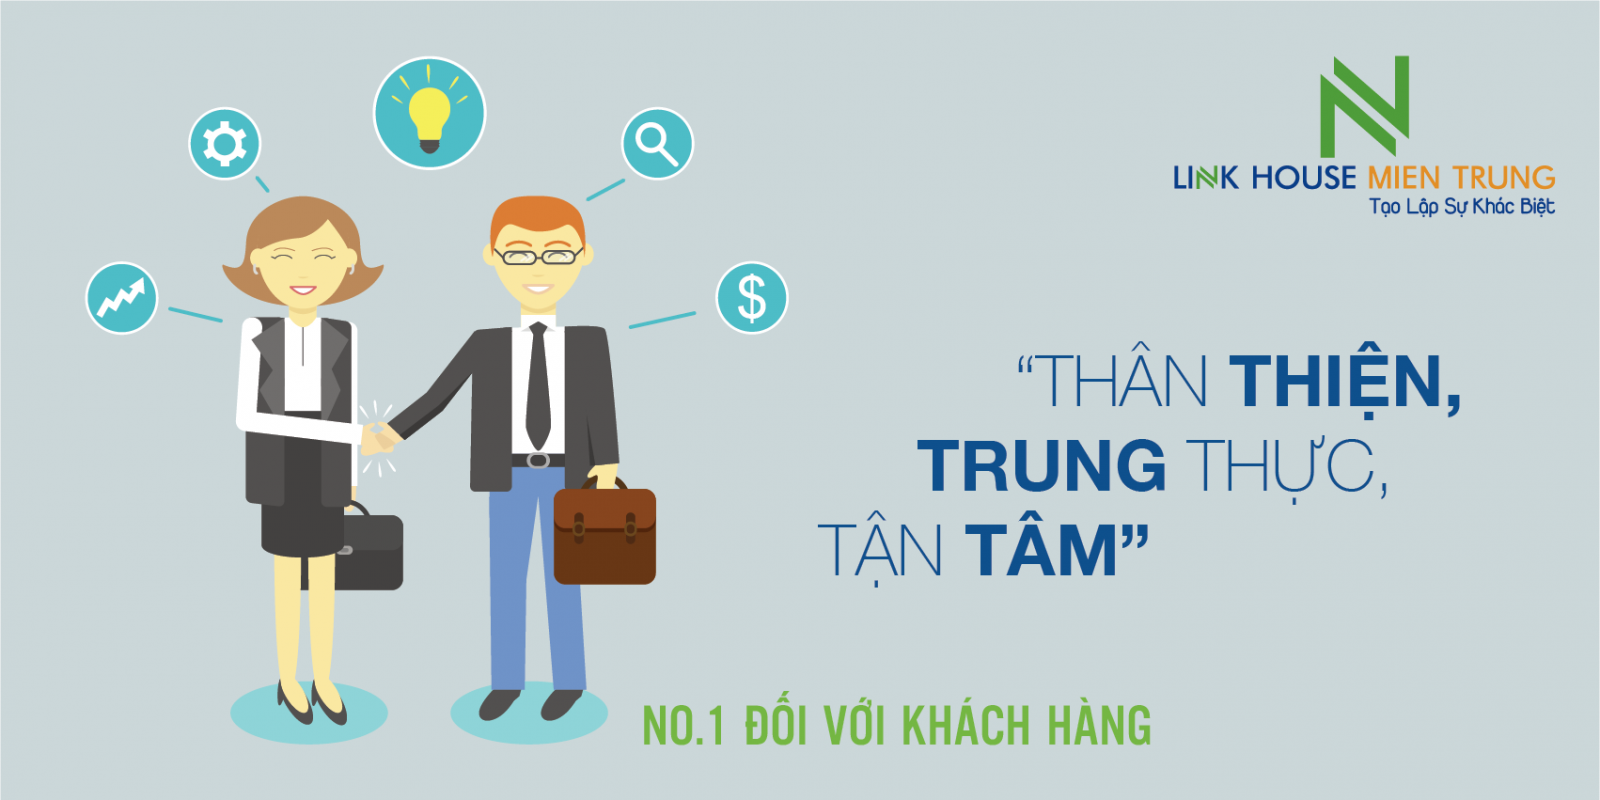 LINK HOUSE MIEN TRUNG
Tạo Lập Sự Khác Biệt
“THÂN THIỆN,
TRUNG THỰC,
TẬN TÂM”
NO.1 ĐỐI VỚI KHÁCH HÀNG